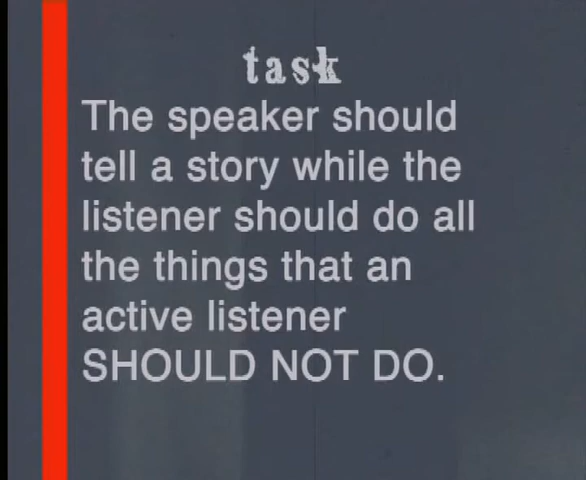 task
The speaker should
tell a story while the
listener should do all
the things that an
active listener
SHOULD NOT DO.